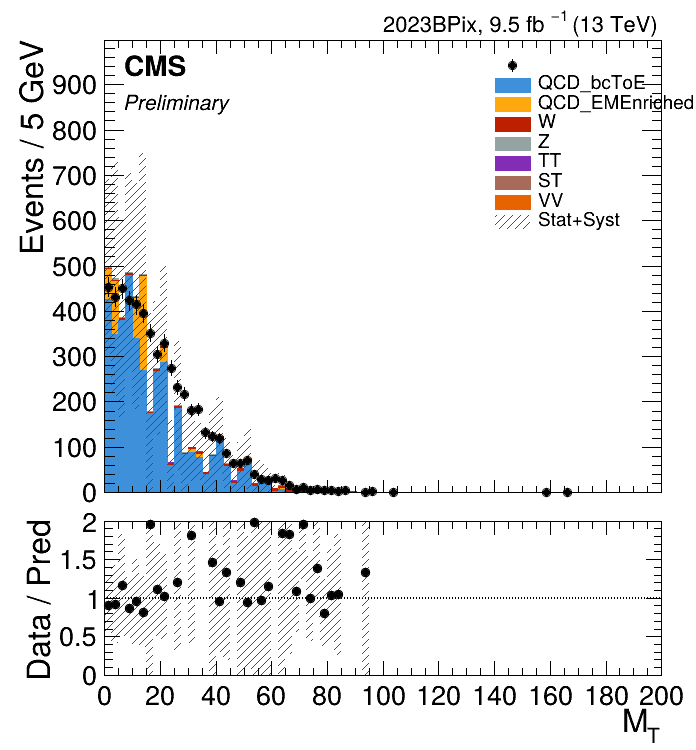 2023BPix, 9.5 fb⁻¹ (13 TeV)
CMS
Preliminary
QCD_bcToE
QCD_EMEnriched
W
Z
TT
ST
VV
Stat+Syst
Events / 5 GeV
900
800
700
600
500
400
300
200
100
0
Data / Pred
2
1.5
1
0.5
0
0 20 40 60 80 100 120 140 160 180 200
M_T